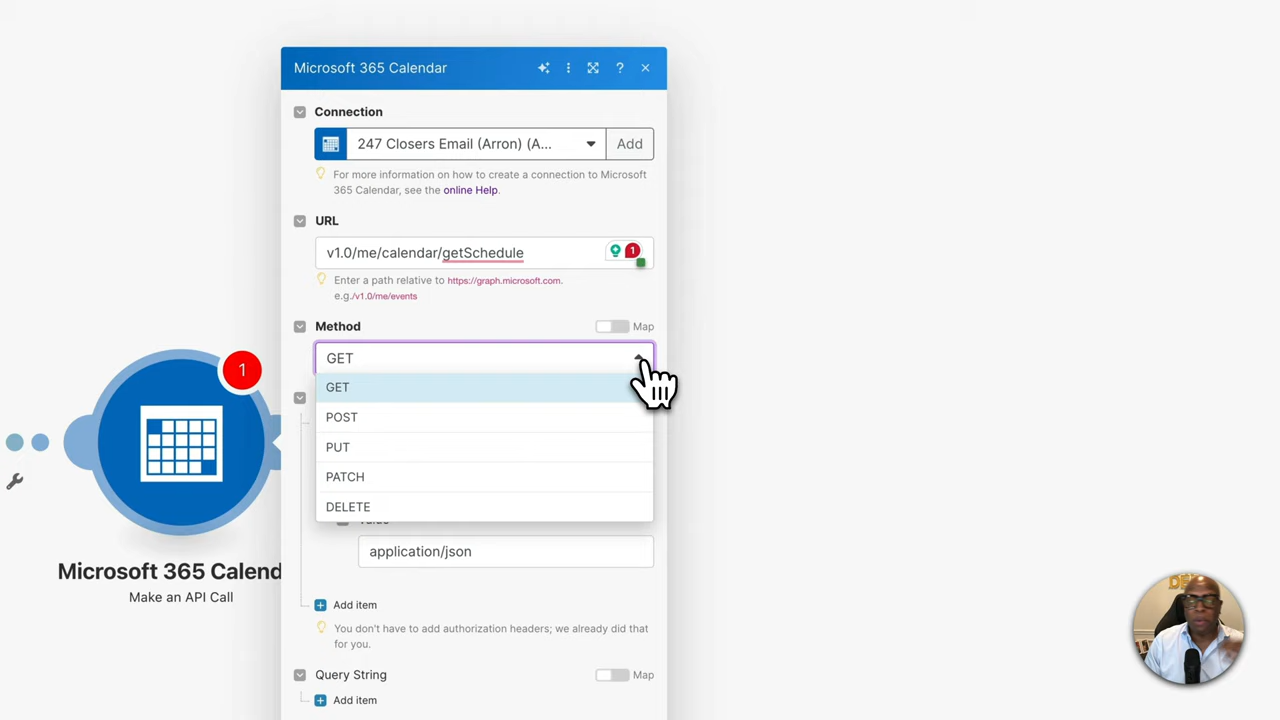 Microsoft 365 Calendar
?
Connection
247 Closers Email (Arron) (A...
Add
For more information on how to create a connection to Microsoft
365 Calendar, see the online Help.
URL
v1.0/me/calendar/getSchedule
1
Enter a path relative to https://graph.microsoft.com.
e.g./v1.0/me/events
Method
Map
GET
GET
POST
PUT
PATCH
DELETE
Value
application/json
Add item
You don't have to add authorization headers; we already did that
for you.
Query String
Map
Add item
1
Microsoft 365 Calend
Make an API Call